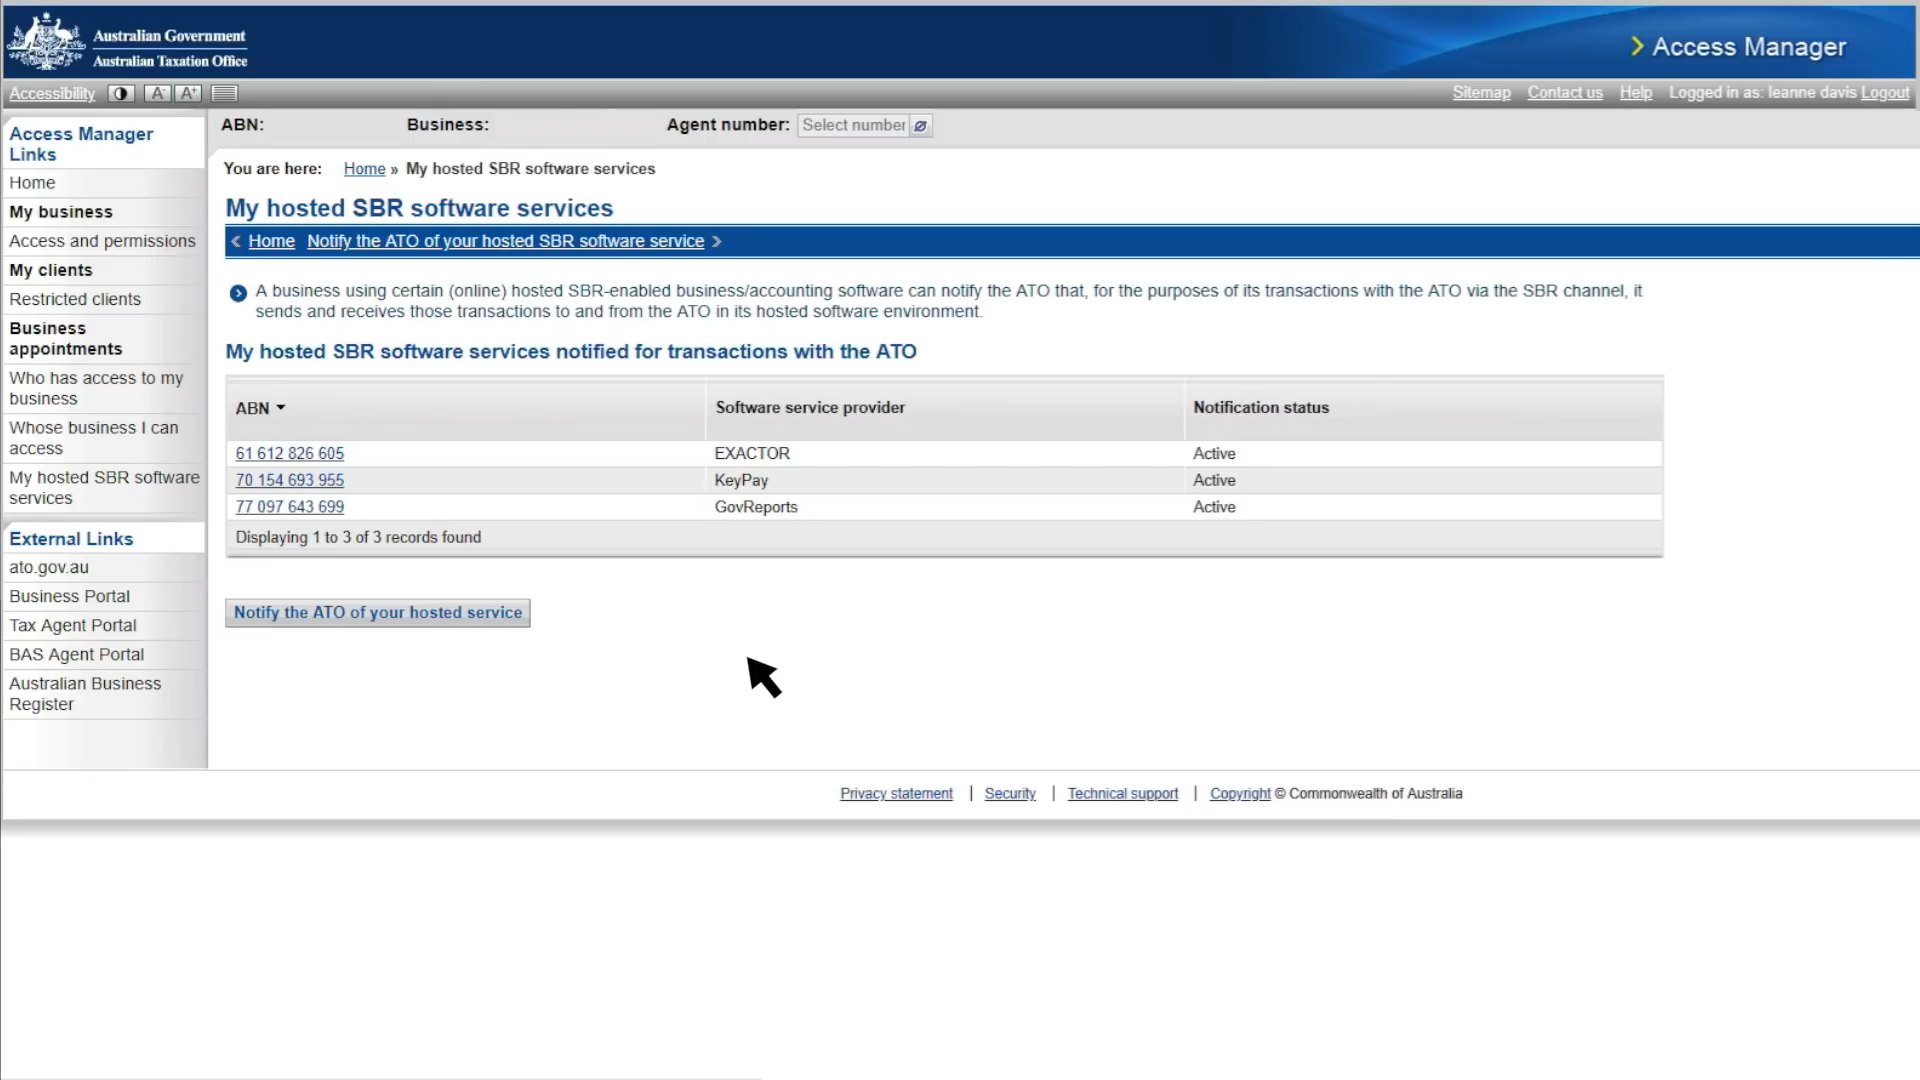 Australian Government
Australian Taxation Office
Access Manager
Accessibility A- A+
Sitemap Contact us Help Logged in as: leanne davis Logout
Access Manager
Links
Home
My business
Access and permissions
My clients
Restricted clients
Business
appointments
Who has access to my
business
Whose business I can
access
My hosted SBR software
services
External Links
ato.gov.au
Business Portal
Tax Agent Portal
BAS Agent Portal
Australian Business
Register
ABN: Business: Agent number: Select number
You are here: Home » My hosted SBR software services
My hosted SBR software services
Home Notify the ATO of your hosted SBR software service
A business using certain (online) hosted SBR-enabled business/accounting software can notify the ATO that, for the purposes of its transactions with the ATO via the SBR channel, it
sends and receives those transactions to and from the ATO in its hosted software environment.
My hosted SBR software services notified for transactions with the ATO
ABN Software service provider Notification status
61 612 826 605 EXACTOR Active
70 154 693 955 KeyPay Active
77 097 643 699 GovReports Active
Displaying 1 to 3 of 3 records found
Notify the ATO of your hosted service
Privacy statement | Security | Technical support | Copyright © Commonwealth of Australia